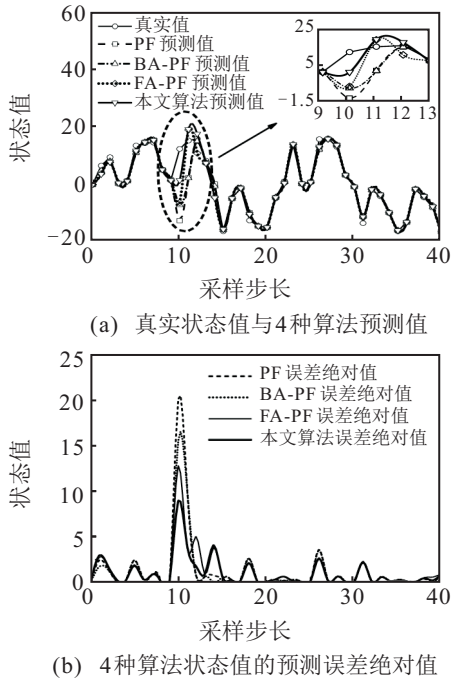 60
40
20
0
−20
状态值
真实值
PF 预测值
BA-PF 预测值
FA-PF 预测值
本文算法预测值
25
5
−1.5
9 10 11 12 13
0 10 20 30 40
采样步长
(a) 真实状态值与4种算法预测值
25
20
15
10
5
0
状态值
PF 误差绝对值
BA-PF 误差绝对值
FA-PF 误差绝对值
本文算法误差绝对值
0 10 20 30 40
采样步长
(b) 4种算法状态值的预测误差绝对值